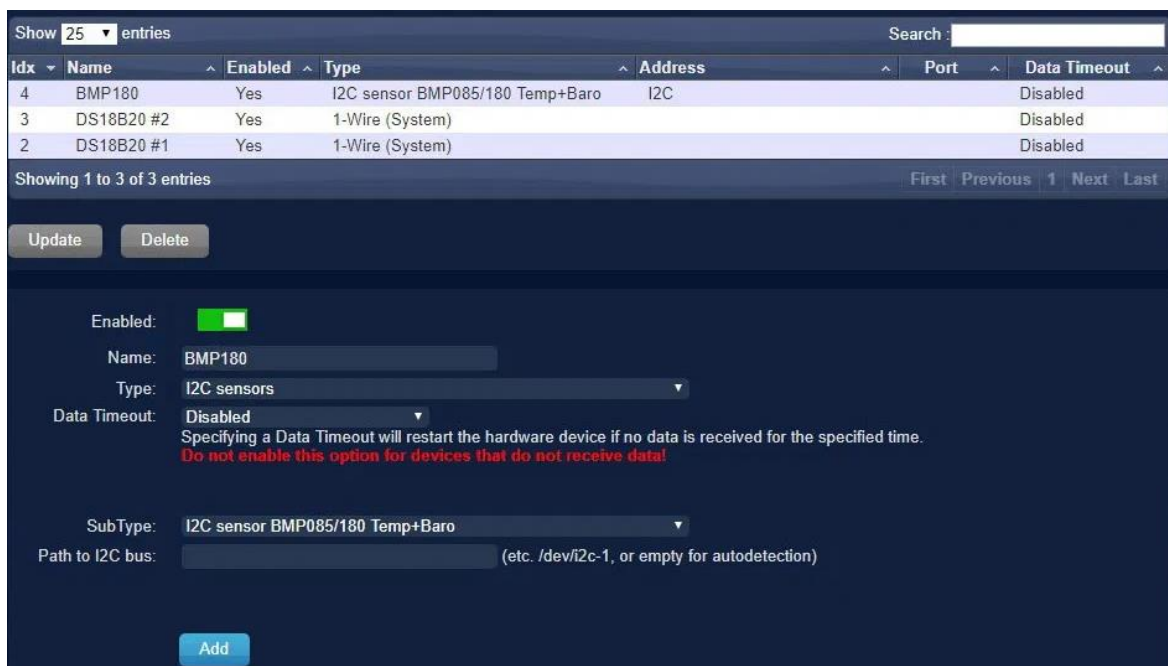 Show 25 entries Search :
Idx Name Enabled Type Address Port Data Timeout
4 BMP180 Yes I2C sensor BMP085/180 Temp+Baro I2C Disabled
3 DS18B20 #2 Yes 1-Wire (System) Disabled
2 DS18B20 #1 Yes 1-Wire (System) Disabled
Showing 1 to 3 of 3 entries First Previous 1 Next Last
Update Delete
Enabled:
Name: BMP180
Type: I2C sensors
Data Timeout: Disabled
Specifying a Data Timeout will restart the hardware device if no data is received for the specified time.
Do not enable this option for devices that do not receive data!
SubType: I2C sensor BMP085/180 Temp+Baro
Path to I2C bus: (etc. /dev/i2c-1, or empty for autodetection)
Add